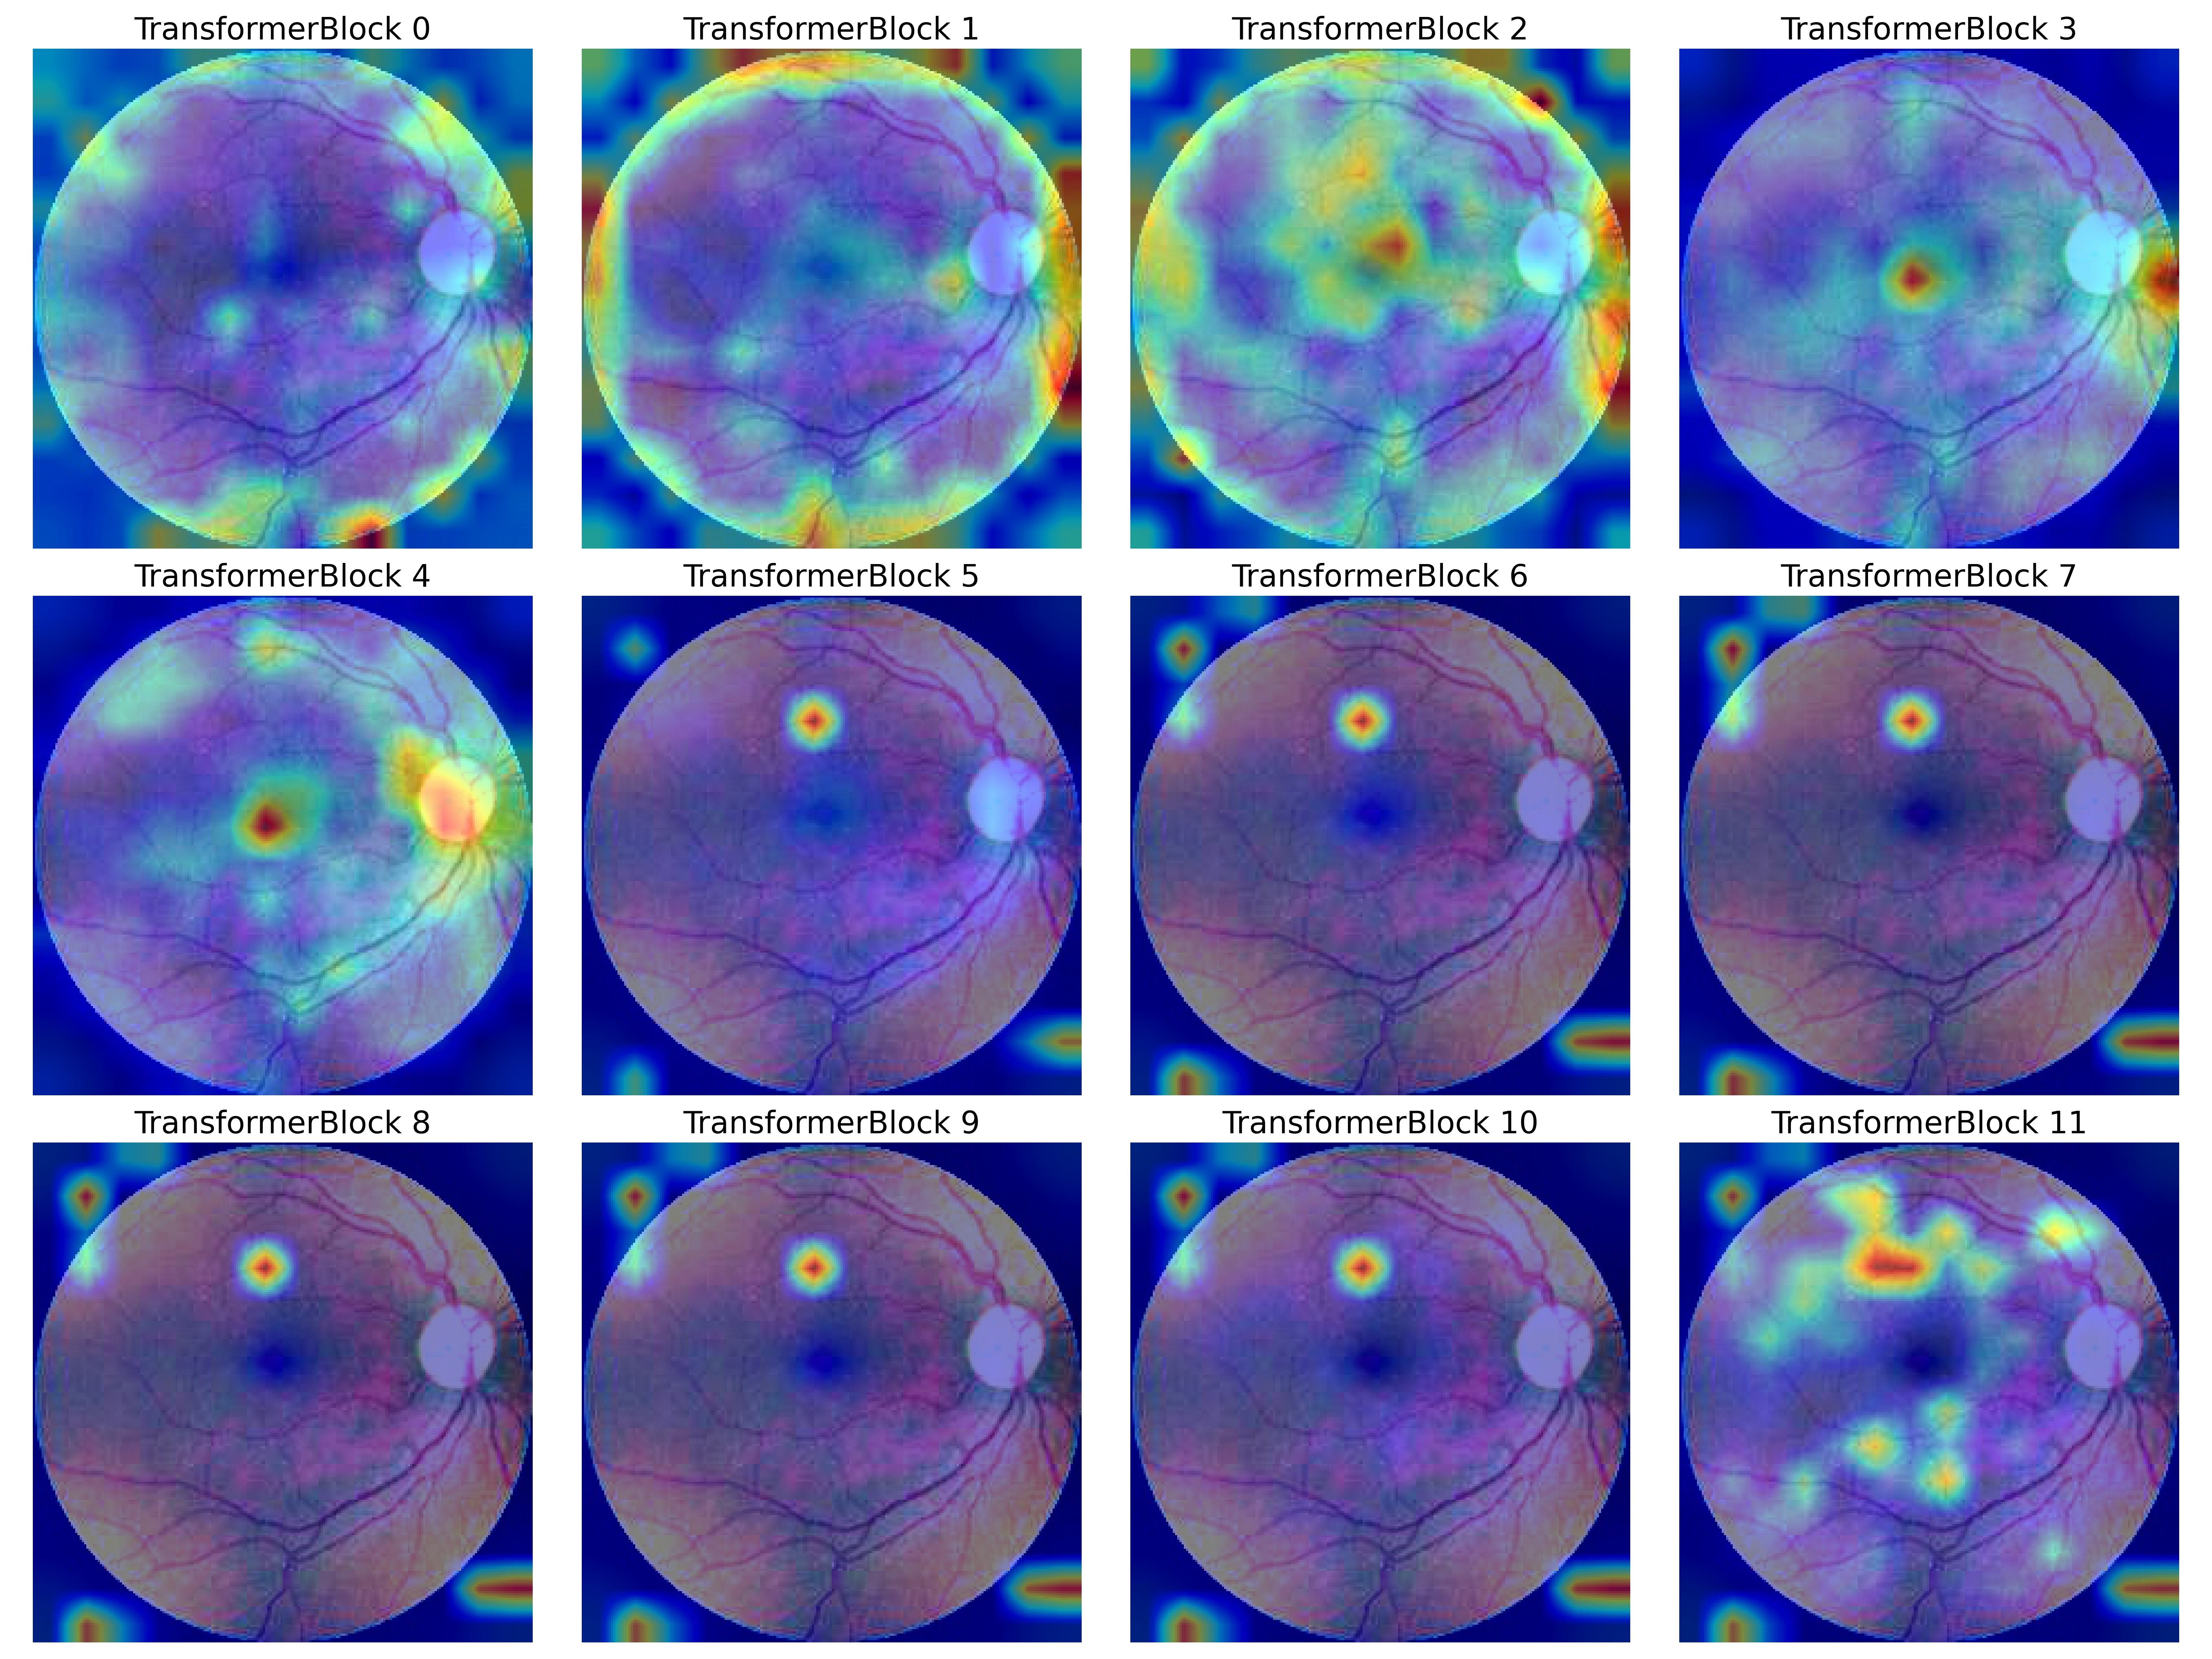 TransformerBlock 0
TransformerBlock 1
TransformerBlock 2
TransformerBlock 3
TransformerBlock 4
TransformerBlock 5
TransformerBlock 6
TransformerBlock 7
TransformerBlock 8
TransformerBlock 9
TransformerBlock 10
TransformerBlock 11